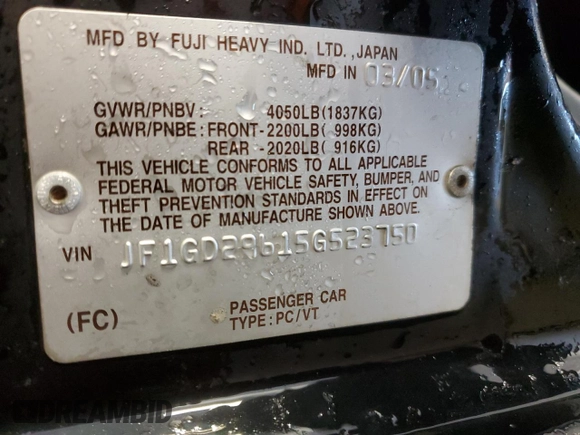 MFD BY FUJI HEAVY IND. LTD.,JAPAN
MFD IN 03/05
GVWR/PNBV: 4050LB(1837KG)
GAWR/PNBE: FRONT-2200LB( 998KG)
REAR -2020LB( 916KG)
THIS VEHICLE CONFORMS TO ALL APPLICABLE
FEDERAL MOTOR VEHICLE SAFETY, BUMPER, AND
THEFT PREVENTION STANDARDS IN EFFECT ON
THE DATE OF MANUFACTURE SHOWN ABOVE.
VIN JF1GD29615G523750
PASSENGER CAR
(FC) TYPE: PC/VT
DREAMBID